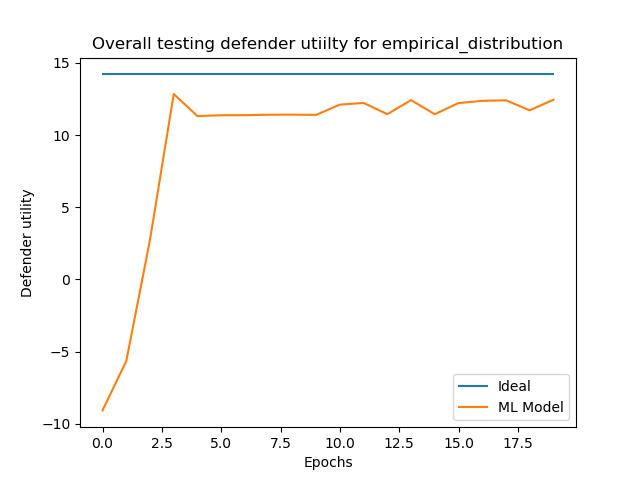 Overall testing defender utiilty for empirical_distribution
15
10
5
0
−5
−10
Defender utility
0.0 2.5 5.0 7.5 10.0 12.5 15.0 17.5
Epochs
Ideal
ML Model